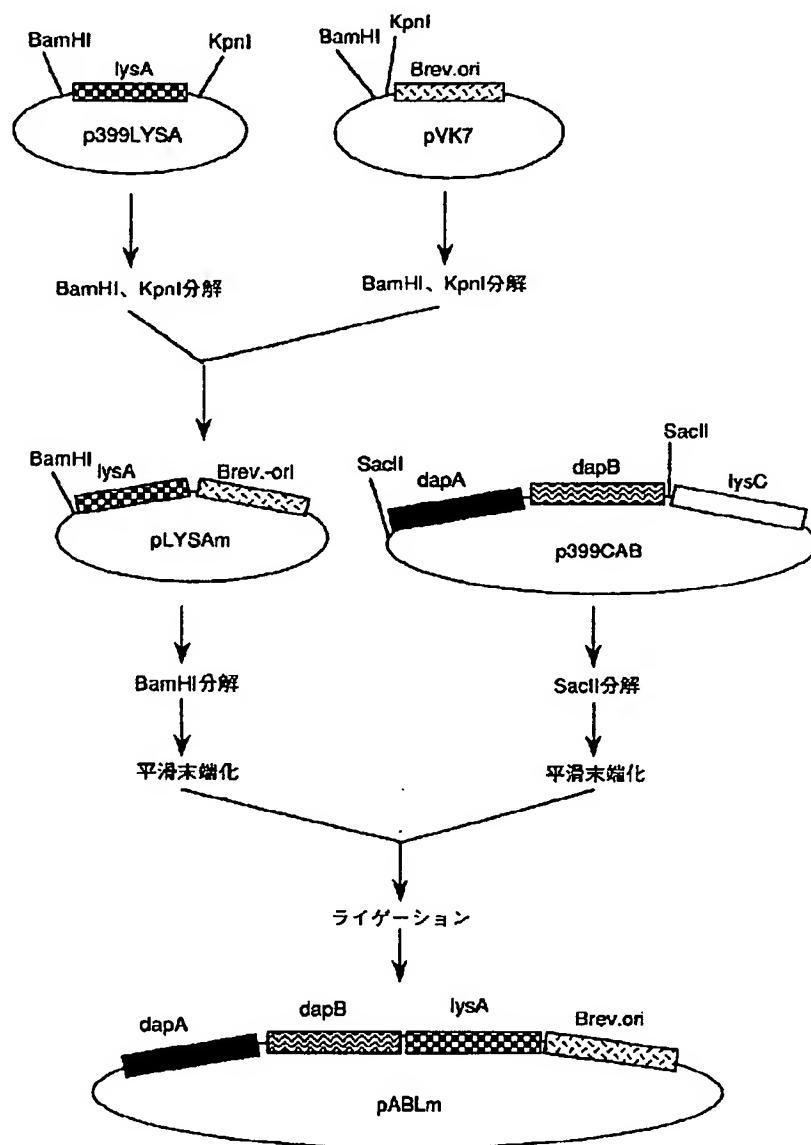 BamHI
KpnI
lysA
p399LYSA
BamHI
KpnI
Brev.ori
pVK7
BamHI、KpnI分解
BamHI、KpnI分解
BamHI
lysA
Brev.-ori
pLYSAm
SacII
dapA
dapB
SacII
lysC
p399CAB
BamHI分解
SacII分解
平滑末端化
平滑末端化
ライゲーション
dapA
dapB
lysA
Brev.ori
pABLm